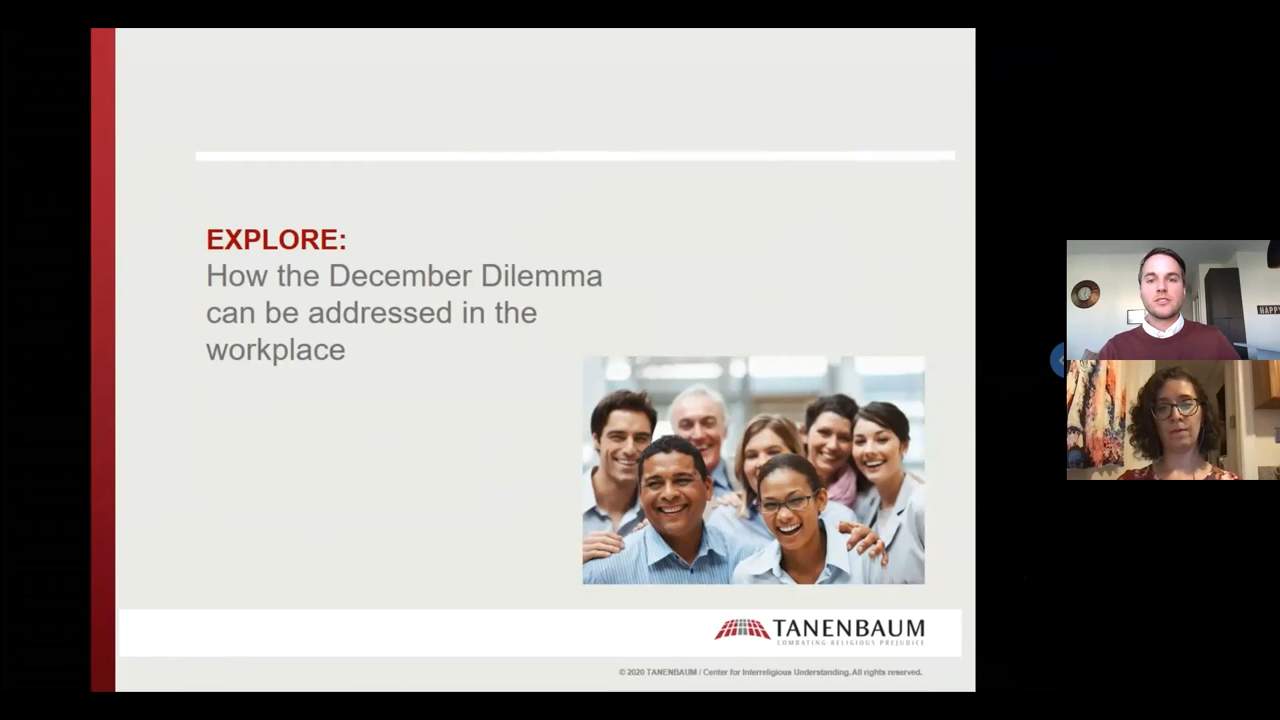 EXPLORE:
How the December Dilemma
can be addressed in the
workplace
TANENBAUM
COMBATING RELIGIOUS PREJUDICE
© 2020 TANENBAUM / Center for Interreligious Understanding. All rights reserved.
HAPPY